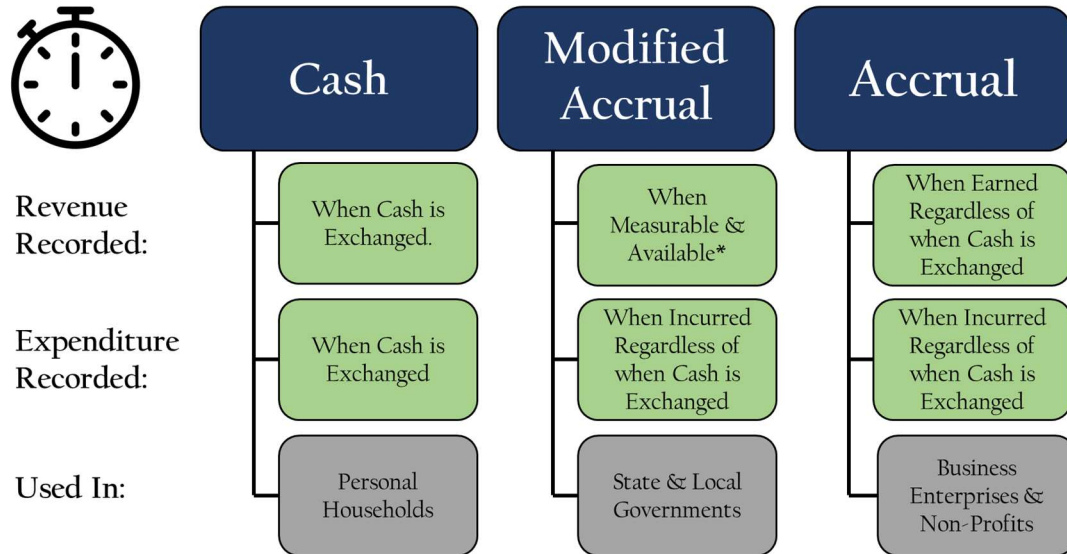 Cash
Modified
Accrual
Accrual
Revenue
Recorded:
When Cash is
Exchanged.
When
Measurable &
Available*
When Earned
Regardless of
when Cash is
Exchanged
Expenditure
Recorded:
When Cash is
Exchanged
When Incurred
Regardless of
when Cash is
Exchanged
When Incurred
Regardless of
when Cash is
Exchanged
Used In:
Personal
Households
State & Local
Governments
Business
Enterprises &
Non-Profits